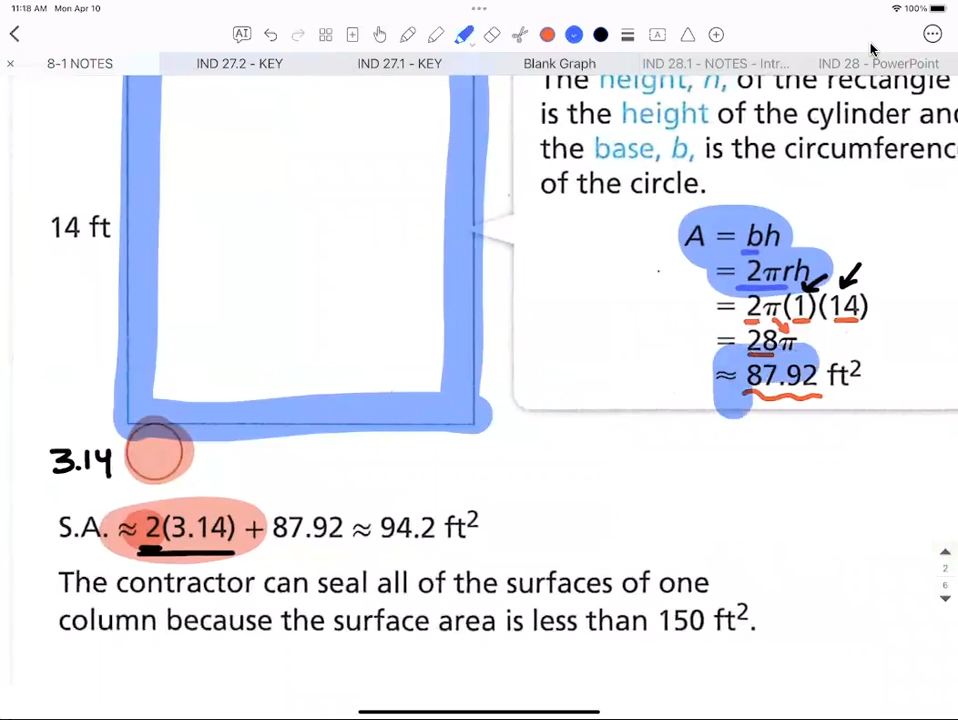 11:18 AM Mon Apr 10
100%
AI
A
8-1 NOTES
IND 27.2 - KEY
IND 27.1 - KEY
Blank Graph
IND 28.1 - NOTES - Intr...
IND 28 - PowerPoint
The height, h, of the rectangle
is the height of the cylinder and
the base, b, is the circumferenc
of the circle.
14 ft
A = bh
= 2πrh
= 2π(1)(14)
= 28π
≈ 87.92 ft²
3.14
S.A. ≈ 2(3.14) + 87.92 ≈ 94.2 ft²
The contractor can seal all of the surfaces of one
column because the surface area is less than 150 ft².
2
6